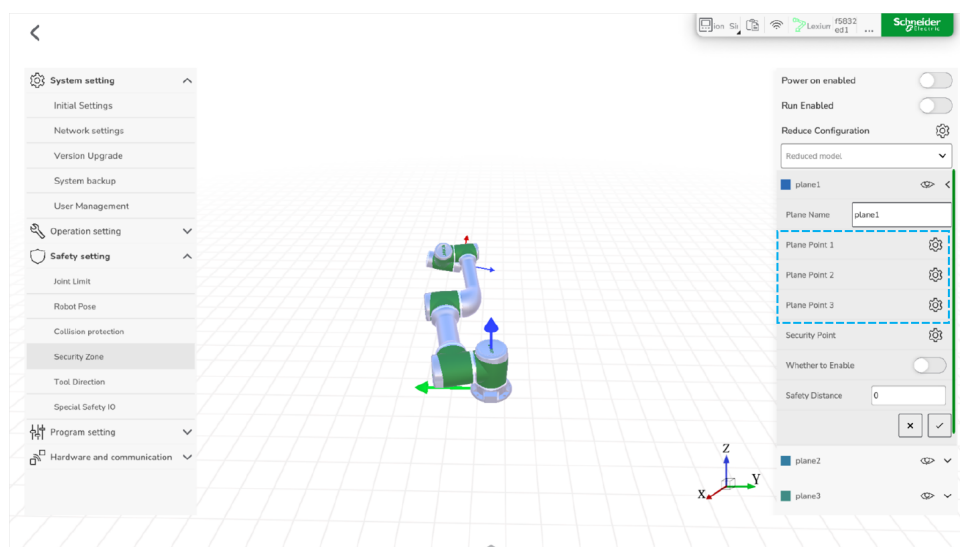 ion Si
Lexium
f5832
ed1
...
Schneider
Electric
System setting
Initial Settings
Network settings
Version Upgrade
System backup
User Management
Operation setting
Safety setting
Joint Limit
Robot Pose
Collision protection
Security Zone
Tool Direction
Special Safety IO
Program setting
Hardware and communication
Z
Y
X
Power on enabled
Run Enabled
Reduce Configuration
Reduced model
plane1
Plane Name plane1
Plane Point 1
Plane Point 2
Plane Point 3
Security Point
Whether to Enable
Safety Distance 0
plane2
plane3